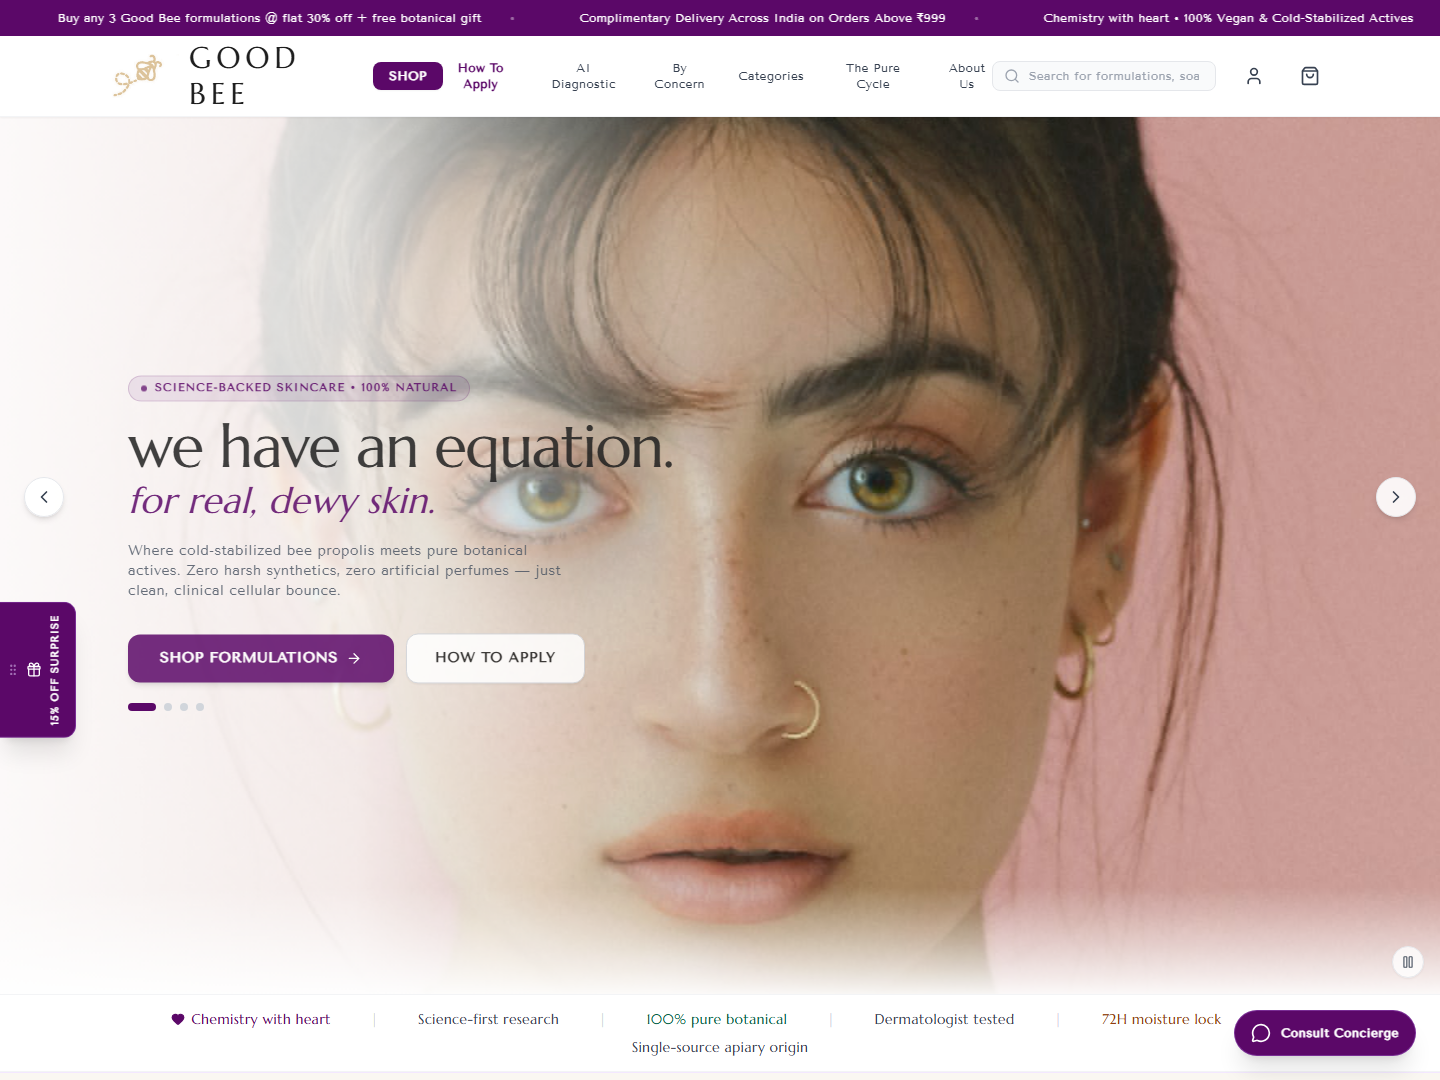 Buy any 3 Good Bee formulations @ flat 30% off + free botanical gift • Complimentary Delivery Across India on Orders Above ₹999 • Chemistry with heart • 100% Vegan & Cold-Stabilized Actives
GOOD
BEE
SHOP
How To
Apply
AI
Diagnostic
By
Concern
Categories
The Pure
Cycle
About
Us
Search for formulations, soa
SCIENCE-BACKED SKINCARE • 100% NATURAL
we have an equation.
for real, dewy skin.
Where cold-stabilized bee propolis meets pure botanical
actives. Zero harsh synthetics, zero artificial perfumes — just
clean, clinical cellular bounce.
15% OFF SURPRISE
SHOP FORMULATIONS →
HOW TO APPLY
Chemistry with heart
Science-first research
100% pure botanical
Dermatologist tested
72H moisture lock
Single-source apiary origin
Consult Concierge